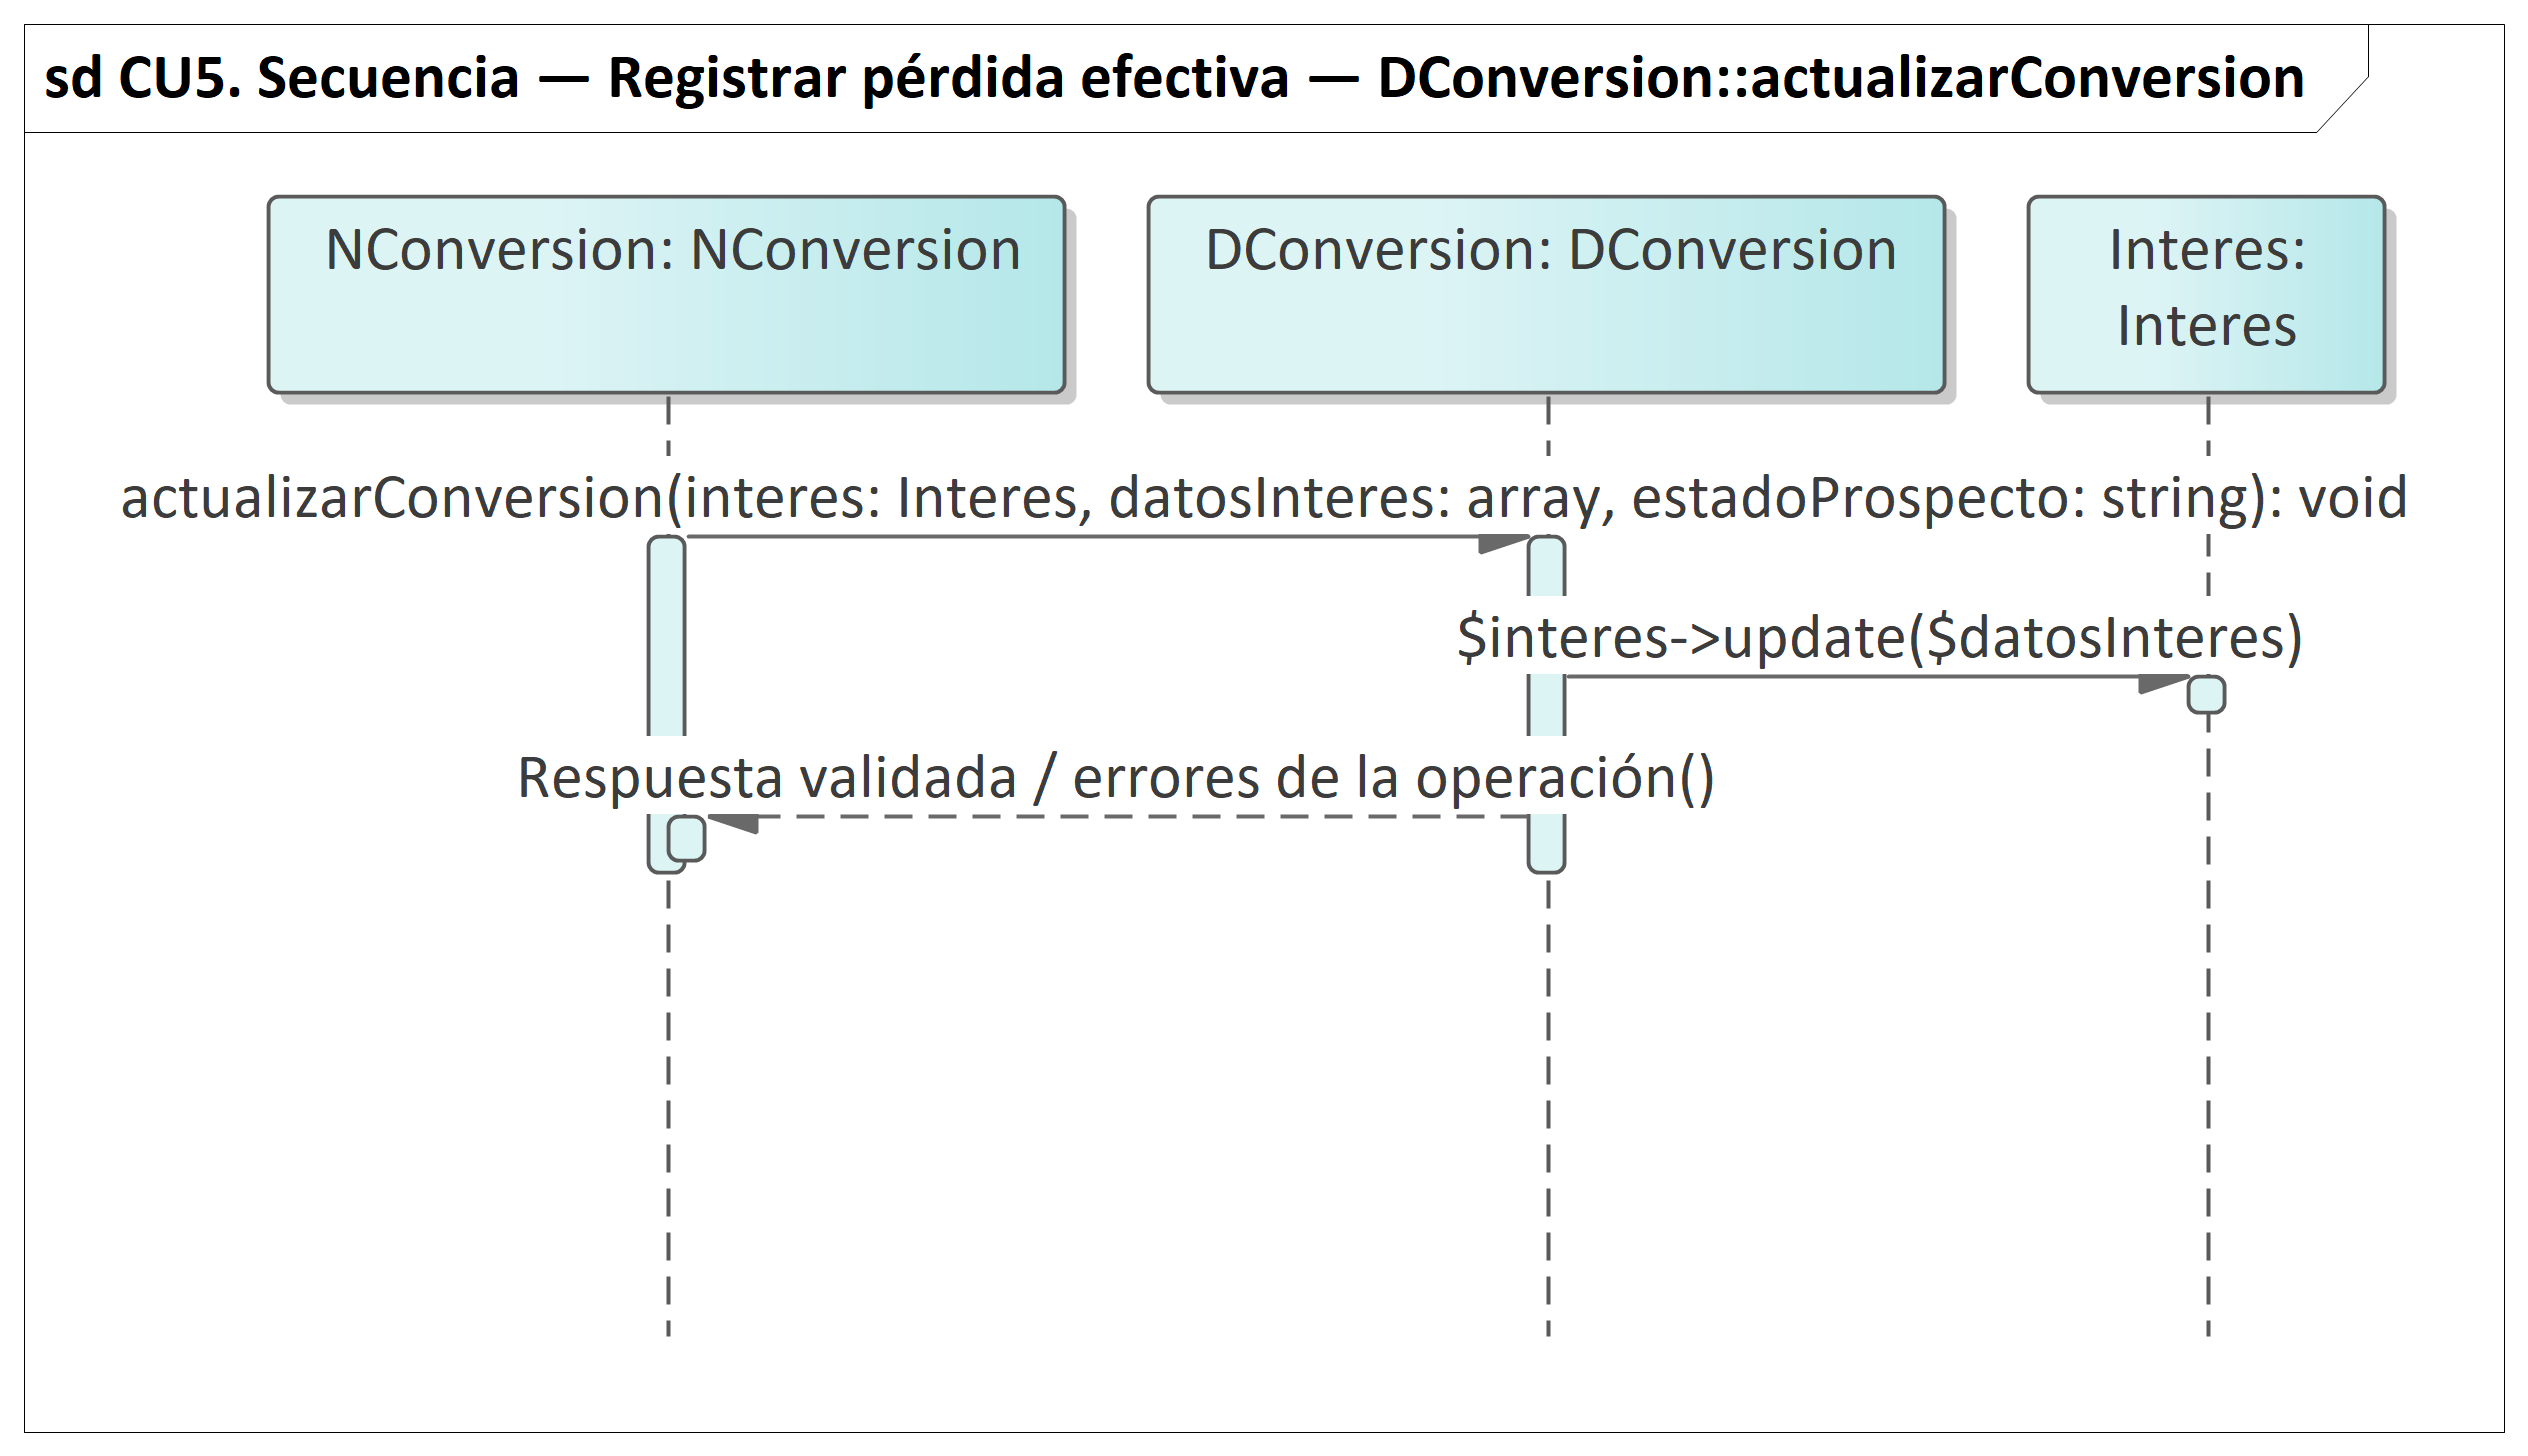 sd CU5. Secuencia — Registrar pérdida efectiva — DConversion::actualizarConversion
NConversion: NConversion
DConversion: DConversion
Interes:
Interes
actualizarConversion(interes: Interes, datosInteres: array, estadoProspecto: string): void
$interes->update($datosInteres)
Respuesta validada / errores de la operación()